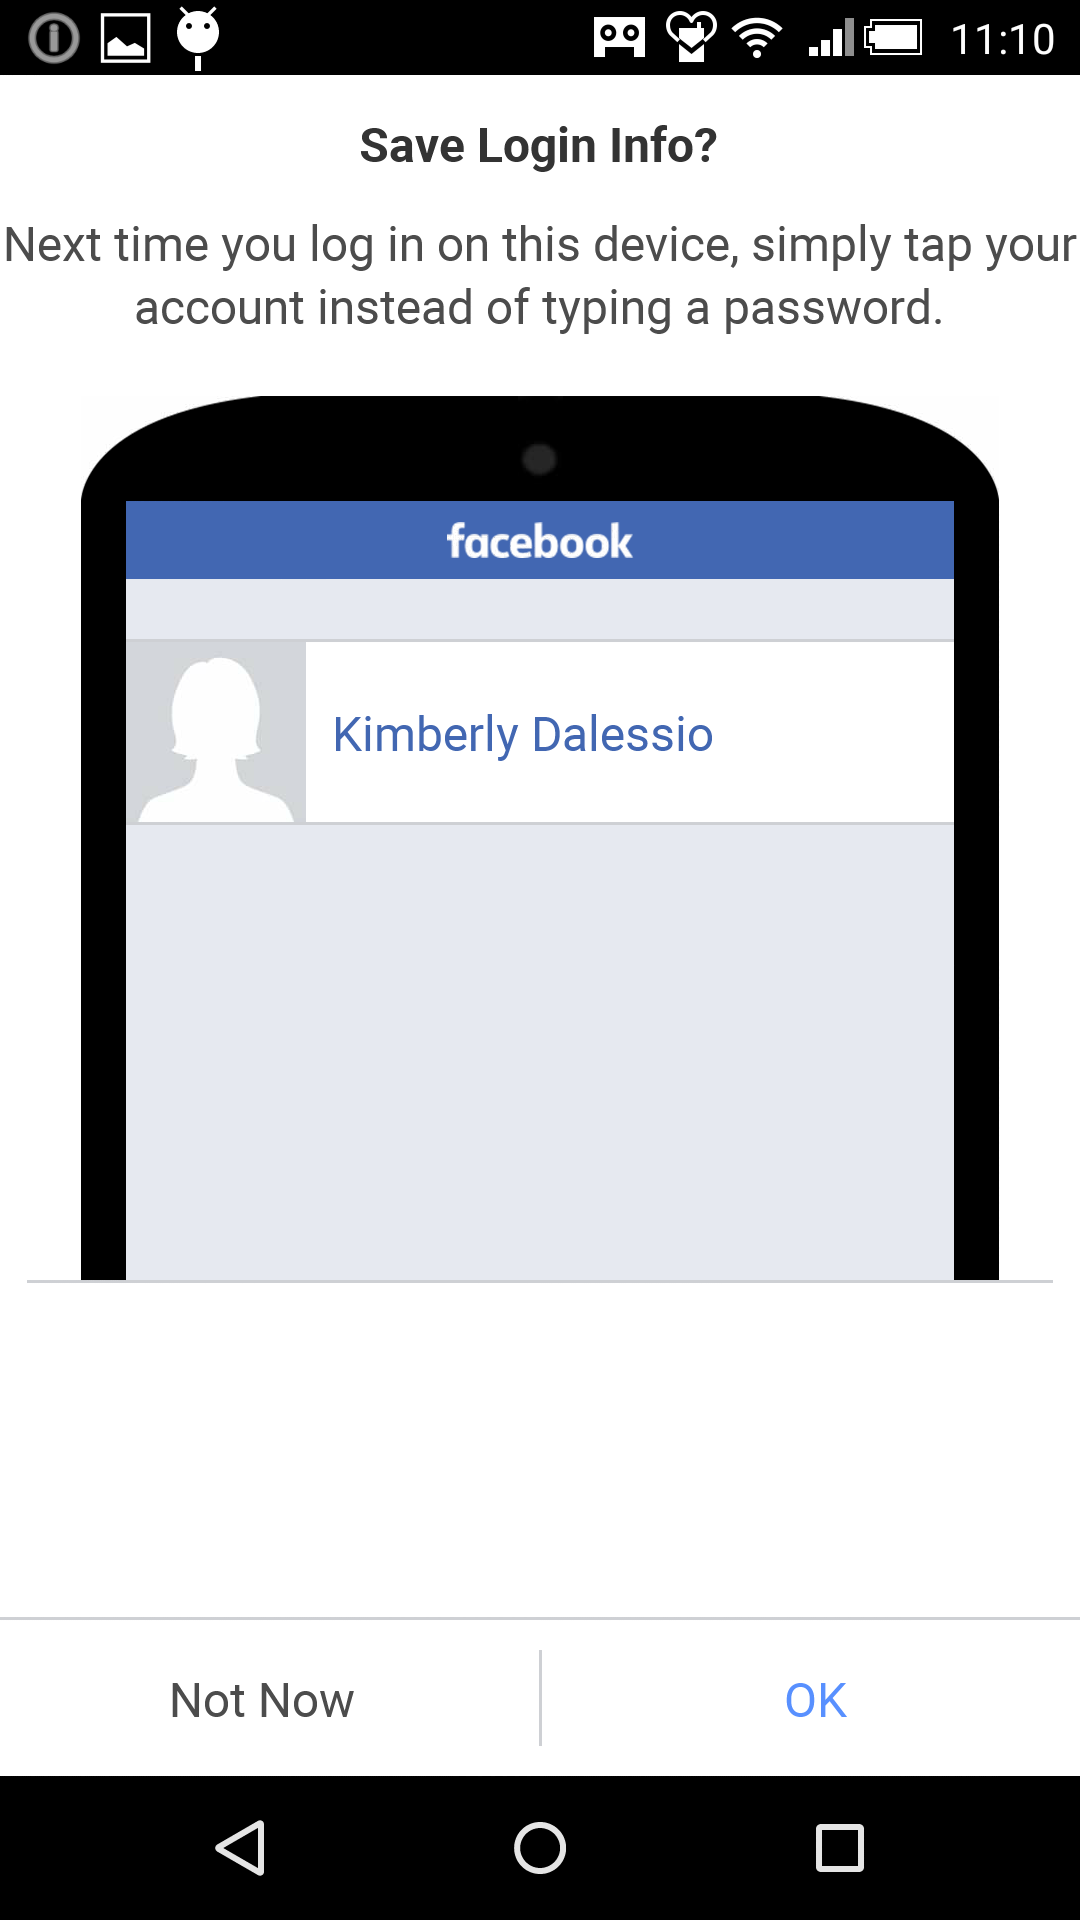 11:10
Save Login Info?
Next time you log in on this device, simply tap your
account instead of typing a password.
facebook
Kimberly Dalessio
Not Now
OK